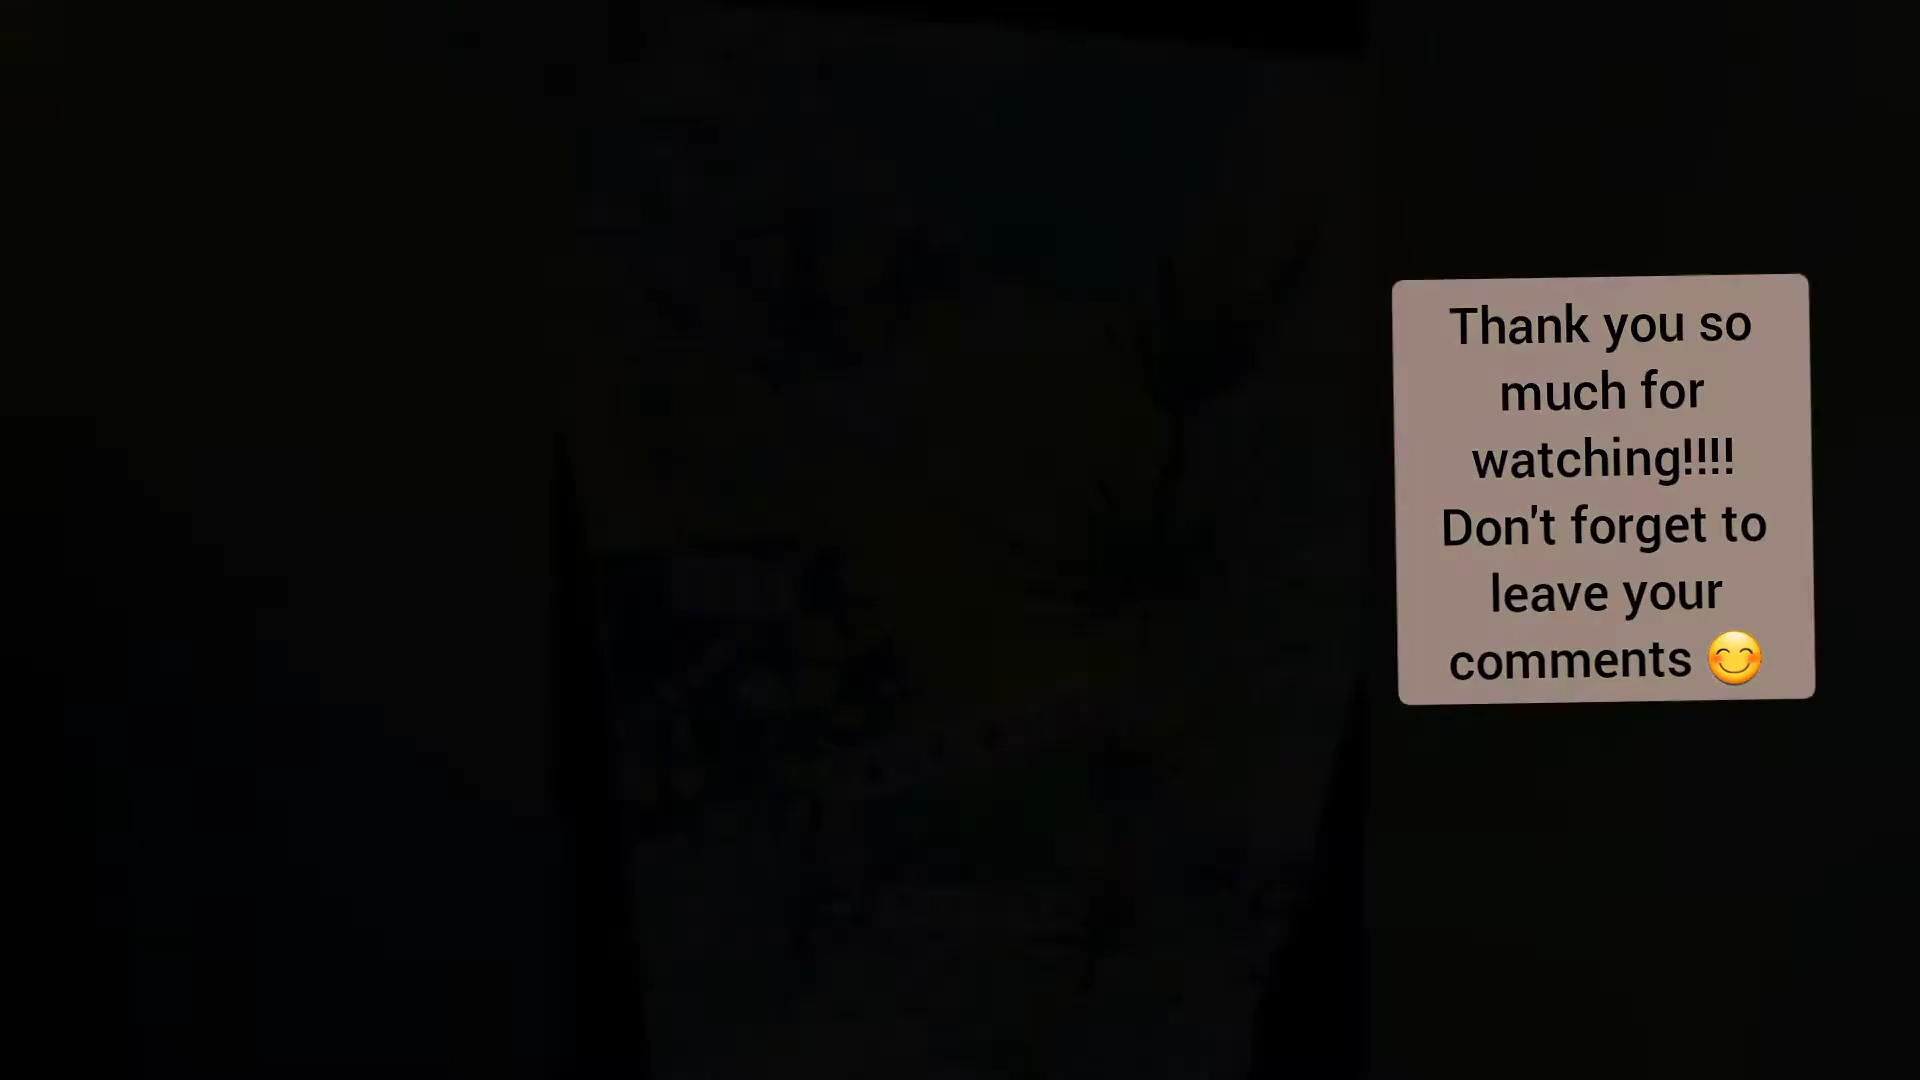 Thank you so
much for
watching!!!!
Don't forget to
leave your
comments 😊